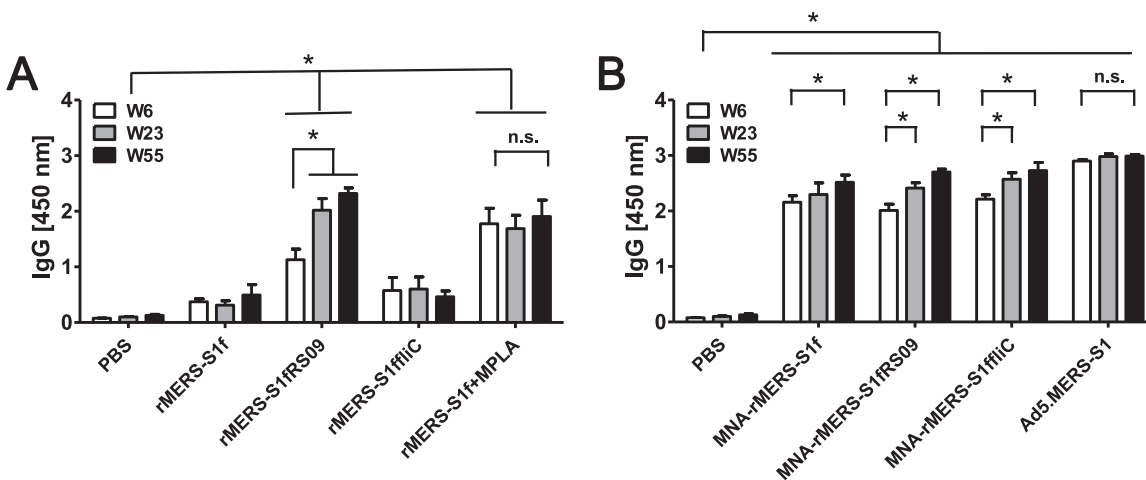 A
*
IgG [450 nm]
4
3
2
1
0
W6
W23
W55
*
n.s.
PBS
rMERS-S1f
rMERS-S1fRS09
rMERS-S1ffliC
rMERS-S1f+MPLA
B
*
IgG [450 nm]
4
3
2
1
0
W6
W23
W55
*
*
*
n.s.
*
*
PBS
MNA-rMERS-S1f
MNA-rMERS-S1fRS09
MNA-rMERS-S1ffliC
Ad5.MERS-S1